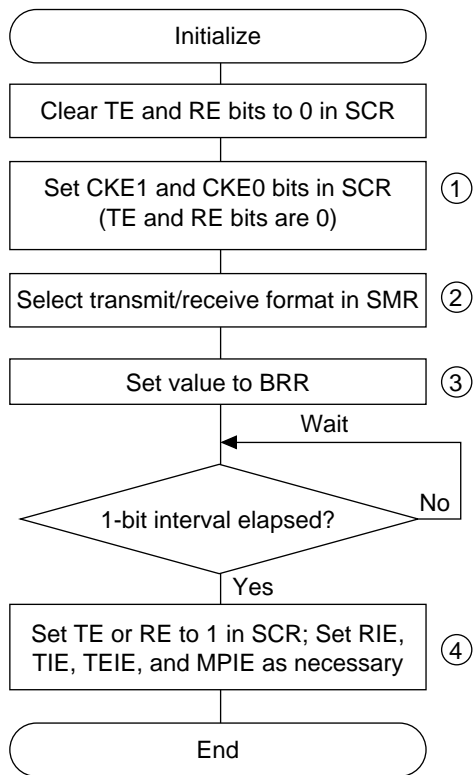 Initialize
Clear TE and RE bits to 0 in SCR
Set CKE1 and CKE0 bits in SCR
(TE and RE bits are 0)
1
Select transmit/receive format in SMR
2
Set value to BRR
3
Wait
1-bit interval elapsed?
No
Yes
Set TE or RE to 1 in SCR; Set RIE,
TIE, TEIE, and MPIE as necessary
4
End